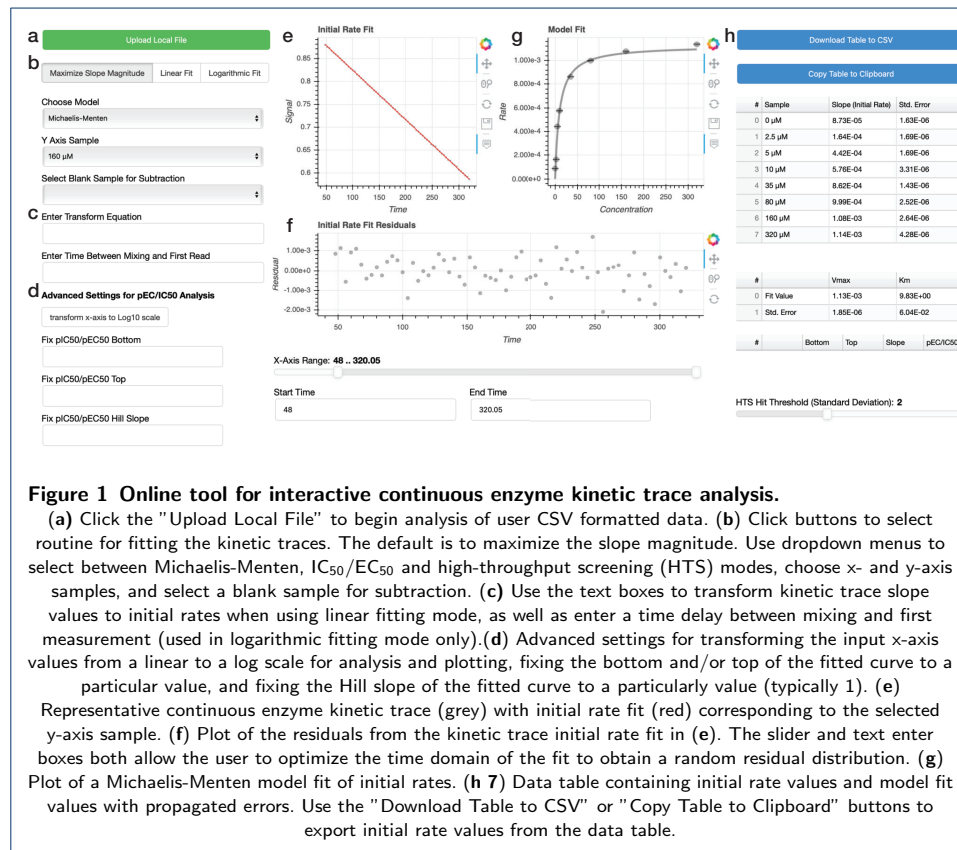 a
Upload Local File
b
Maximize Slope Magnitude Linear Fit Logarithmic Fit
Choose Model
Michaelis-Menten
Y Axis Sample
160 μM
Select Blank Sample for Subtraction
c Enter Transform Equation
Enter Time Between Mixing and First Read
d
Advanced Settings for pEC/IC50 Analysis
transform x-axis to Log10 scale
Fix pIC50/pEC50 Bottom
Fix pIC50/pEC50 Top
Fix pIC50/pEC50 Hill Slope
e Initial Rate Fit
Signal
0.85
0.8
0.75
0.7
0.65
0.6
50 100 150 200 250 300
Time
g Model Fit
Rate
1.000e-3
8.000e-4
6.000e-4
4.000e-4
2.000e-4
0.000e+0
0 50 100 150 200 250 300
Concentration
f Initial Rate Fit Residuals
Residual
1.00e-3
0.00e+0
-1.00e-3
-2.00e-3
50 100 150 200 250 300
Time
X-Axis Range: 48 .. 320.05
Start Time End Time
48 320.05
h
Download Table to CSV
Copy Table to Clipboard
# Sample Slope (Initial Rate) Std. Error
0 0 μM 8.73E-05 1.63E-06
1 2.5 μM 1.64E-04 1.69E-06
2 5 μM 4.42E-04 1.69E-06
3 10 μM 5.76E-04 3.31E-06
4 35 μM 8.62E-04 1.43E-06
5 80 μM 9.99E-04 2.52E-06
6 160 μM 1.08E-03 2.64E-06
7 320 μM 1.14E-03 4.28E-06
# Vmax Km
0 Fit Value 1.13E-03 9.83E+00
1 Std. Error 1.85E-06 6.04E-02
# Bottom Top Slope pEC/IC50
HTS Hit Threshold (Standard Deviation): 2
Figure 1 Online tool for interactive continuous enzyme kinetic trace analysis.
(a) Click the "Upload Local File" to begin analysis of user CSV formatted data. (b) Click buttons to select
routine for fitting the kinetic traces. The default is to maximize the slope magnitude. Use dropdown menus to
select between Michaelis-Menten, IC50/EC50 and high-throughput screening (HTS) modes, choose x- and y-axis
samples, and select a blank sample for subtraction. (c) Use the text boxes to transform kinetic trace slope
values to initial rates when using linear fitting mode, as well as enter a time delay between mixing and first
measurement (used in logarithmic fitting mode only).(d) Advanced settings for transforming the input x-axis
values from a linear to a log scale for analysis and plotting, fixing the bottom and/or top of the fitted curve to a
particular value, and fixing the Hill slope of the fitted curve to a particularly value (typically 1). (e)
Representative continuous enzyme kinetic trace (grey) with initial rate fit (red) corresponding to the selected
y-axis sample. (f) Plot of the residuals from the kinetic trace initial rate fit in (e). The slider and text enter
boxes both allow the user to optimize the time domain of the fit to obtain a random residual distribution. (g)
Plot of a Michaelis-Menten model fit of initial rates. (h 7) Data table containing initial rate values and model fit
values with propagated errors. Use the "Download Table to CSV" or "Copy Table to Clipboard" buttons to
export initial rate values from the data table.